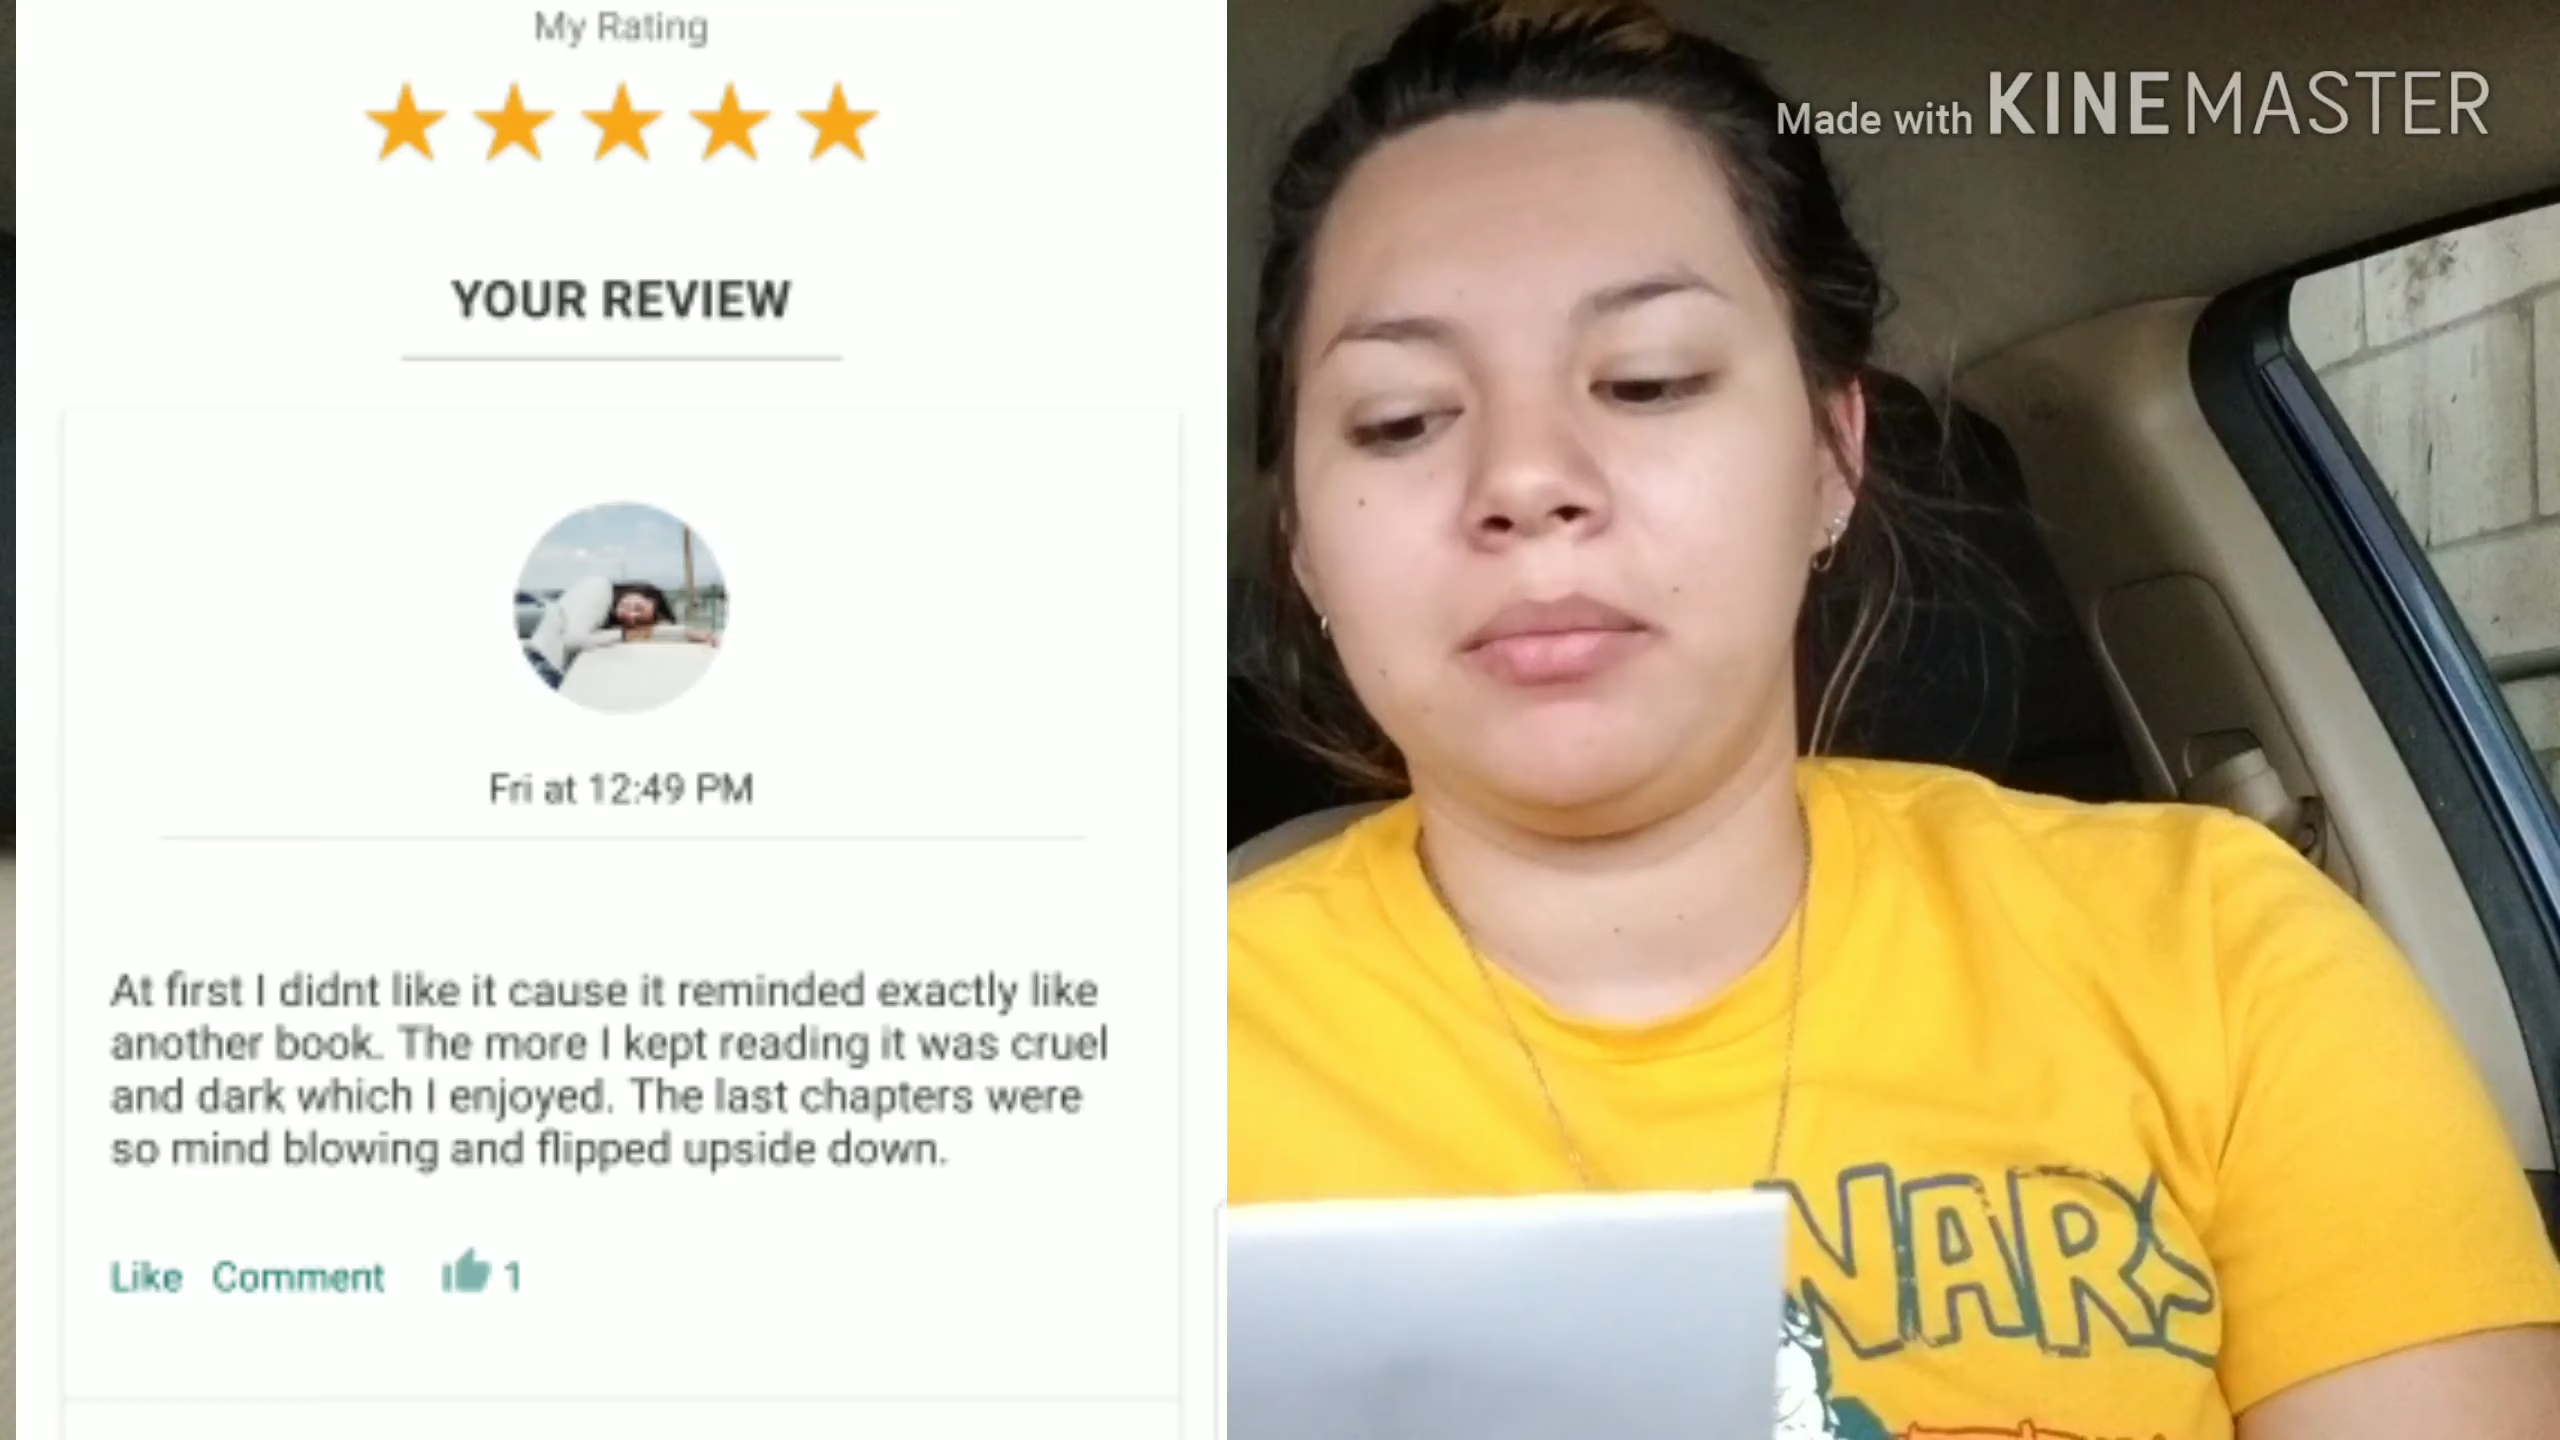 My Rating
YOUR REVIEW
Fri at 12:49 PM
At first I didnt like it cause it reminded exactly like
another book. The more I kept reading it was cruel
and dark which I enjoyed. The last chapters were
so mind blowing and flipped upside down.
Like Comment 1
Made with KINEMASTER
WARS